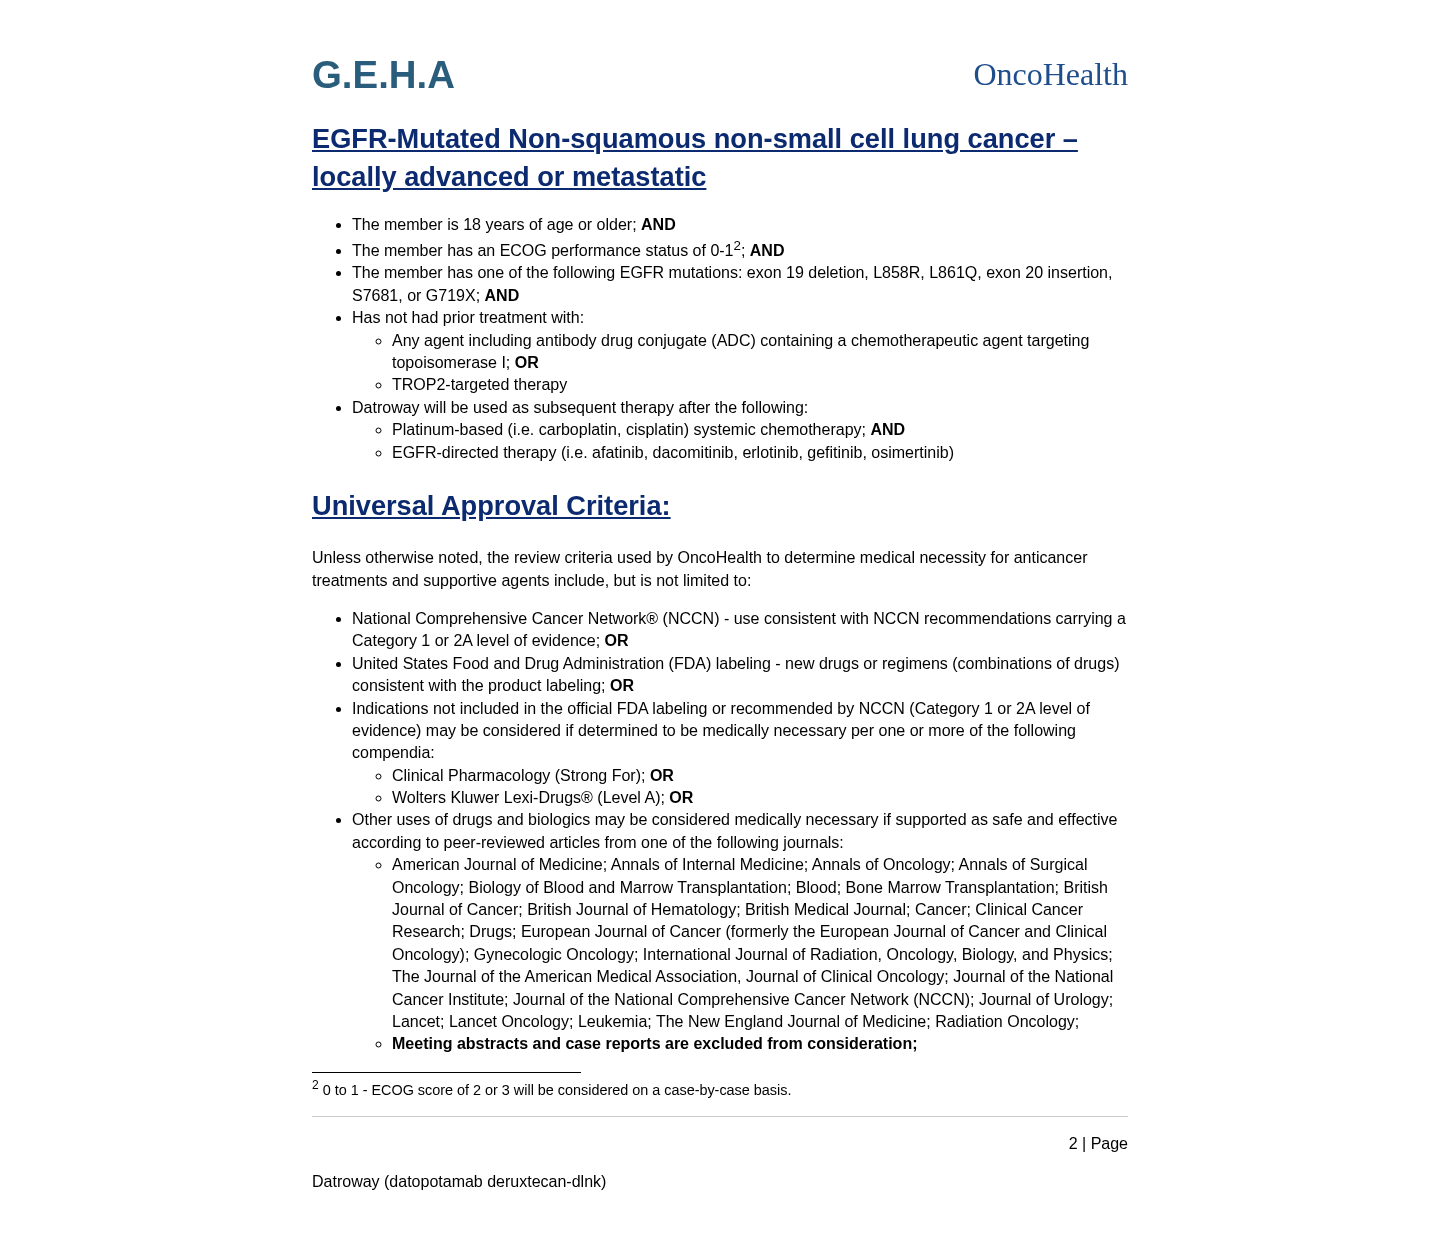 G.E.H.A
OncoHealth
EGFR-Mutated Non-squamous non-small cell lung cancer –
locally advanced or metastatic
• The member is 18 years of age or older; AND
• The member has an ECOG performance status of 0-1²; AND
• The member has one of the following EGFR mutations: exon 19 deletion, L858R, L861Q, exon 20 insertion,
S7681, or G719X; AND
• Has not had prior treatment with:
◦ Any agent including antibody drug conjugate (ADC) containing a chemotherapeutic agent targeting
topoisomerase I; OR
◦ TROP2-targeted therapy
• Datroway will be used as subsequent therapy after the following:
◦ Platinum-based (i.e. carboplatin, cisplatin) systemic chemotherapy; AND
◦ EGFR-directed therapy (i.e. afatinib, dacomitinib, erlotinib, gefitinib, osimertinib)
Universal Approval Criteria:
Unless otherwise noted, the review criteria used by OncoHealth to determine medical necessity for anticancer
treatments and supportive agents include, but is not limited to:
• National Comprehensive Cancer Network® (NCCN) - use consistent with NCCN recommendations carrying a
Category 1 or 2A level of evidence; OR
• United States Food and Drug Administration (FDA) labeling - new drugs or regimens (combinations of drugs)
consistent with the product labeling; OR
• Indications not included in the official FDA labeling or recommended by NCCN (Category 1 or 2A level of
evidence) may be considered if determined to be medically necessary per one or more of the following
compendia:
◦ Clinical Pharmacology (Strong For); OR
◦ Wolters Kluwer Lexi-Drugs® (Level A); OR
• Other uses of drugs and biologics may be considered medically necessary if supported as safe and effective
according to peer-reviewed articles from one of the following journals:
◦ American Journal of Medicine; Annals of Internal Medicine; Annals of Oncology; Annals of Surgical
Oncology; Biology of Blood and Marrow Transplantation; Blood; Bone Marrow Transplantation; British
Journal of Cancer; British Journal of Hematology; British Medical Journal; Cancer; Clinical Cancer
Research; Drugs; European Journal of Cancer (formerly the European Journal of Cancer and Clinical
Oncology); Gynecologic Oncology; International Journal of Radiation, Oncology, Biology, and Physics;
The Journal of the American Medical Association, Journal of Clinical Oncology; Journal of the National
Cancer Institute; Journal of the National Comprehensive Cancer Network (NCCN); Journal of Urology;
Lancet; Lancet Oncology; Leukemia; The New England Journal of Medicine; Radiation Oncology;
◦ Meeting abstracts and case reports are excluded from consideration;
² 0 to 1 - ECOG score of 2 or 3 will be considered on a case-by-case basis.
2 | Page
Datroway (datopotamab deruxtecan-dlnk)